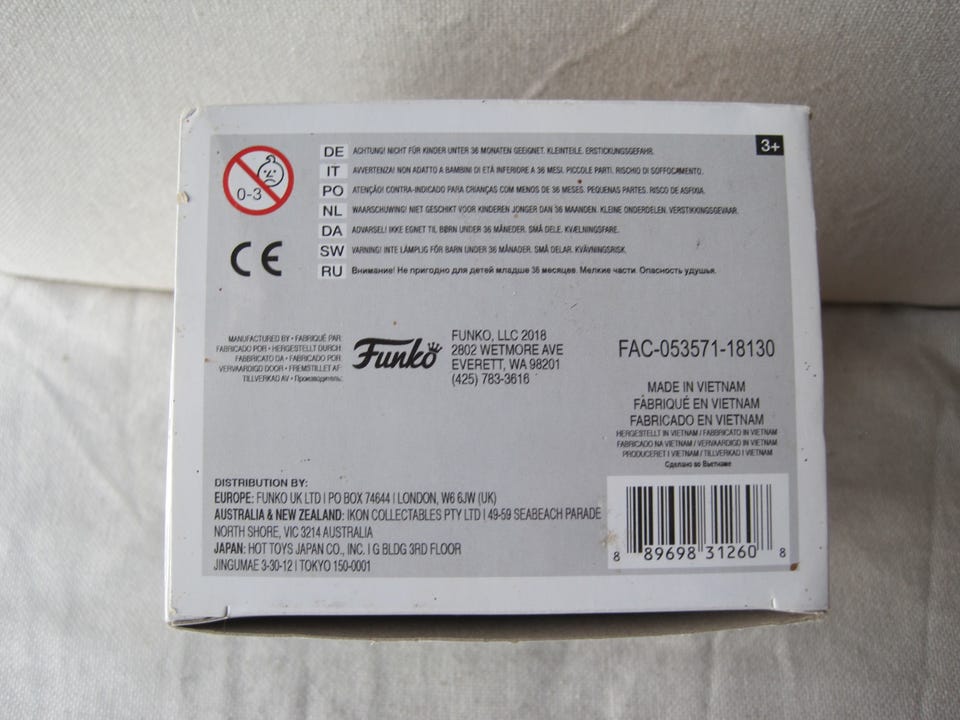 3+
0-3
DE ACHTUNG! NICHT FÜR KINDER UNTER 36 MONATEN GEEIGNET. KLEINTEILE. ERSTICKUNGSGEFAHR.
IT AVVERTENZA! NON ADATTO A BAMBINI DI ETÀ INFERIORE A 36 MESI. PICCOLE PARTI. RISCHIO DI SOFFOCAMENTO.
PO ATENÇÃO! CONTRA-INDICADO PARA CRIANÇAS COM MENOS DE 36 MESES. PEQUENAS PARTES. RISCO DE ASFIXIA.
NL WAARSCHUWING! NIET GESCHIKT VOOR KINDEREN JONGER DAN 36 MAANDEN. KLEINE ONDERDELEN. VERSTIKKINGSGEVAAR.
DA ADVARSEL! IKKE EGNET TIL BØRN UNDER 36 MÅNEDER. SMÅ DELE. KVÆLNINGSFARE.
SW VARNING! INTE LÄMPLIG FÖR BARN UNDER 36 MÅNADER. SMÅ DELAR. KVÄVNINGSRISK.
RU Внимание! Не пригодно для детей младше 36 месяцев. Мелкие части. Опасность удушья.
CE
MANUFACTURED BY • FABRIQUÉ PAR
FABRICADO POR • HERGESTELLT DURCH
FABBRICATO DA • FABRICADO POR
VERVAARDIGD DOOR • FREMSTILLET AF
TILLVERKAD AV • Производитель:
Funko
FUNKO, LLC 2018
2802 WETMORE AVE
EVERETT, WA 98201
(425) 783-3616
FAC-053571-18130
MADE IN VIETNAM
FABRIQUÉ EN VIETNAM
FABRICADO EN VIETNAM
HERGESTELLT IN VIETNAM / FABBRICATO IN VIETNAM
FABRICADO NA VIETNAM / VERVAARDIGD IN VIETNAM
PRODUCERET I VIETNAM / TILLVERKAD I VIETNAM
Сделано во Вьетнаме
DISTRIBUTION BY:
EUROPE: FUNKO UK LTD | PO BOX 74644 | LONDON, W6 6JW (UK)
AUSTRALIA & NEW ZEALAND: IKON COLLECTABLES PTY LTD | 49-59 SEABEACH PARADE
NORTH SHORE, VIC 3214 AUSTRALIA
JAPAN: HOT TOYS JAPAN CO., INC. | G BLDG 3RD FLOOR
JINGUMAE 3-30-12 | TOKYO 150-0001
8 89698 31260 8